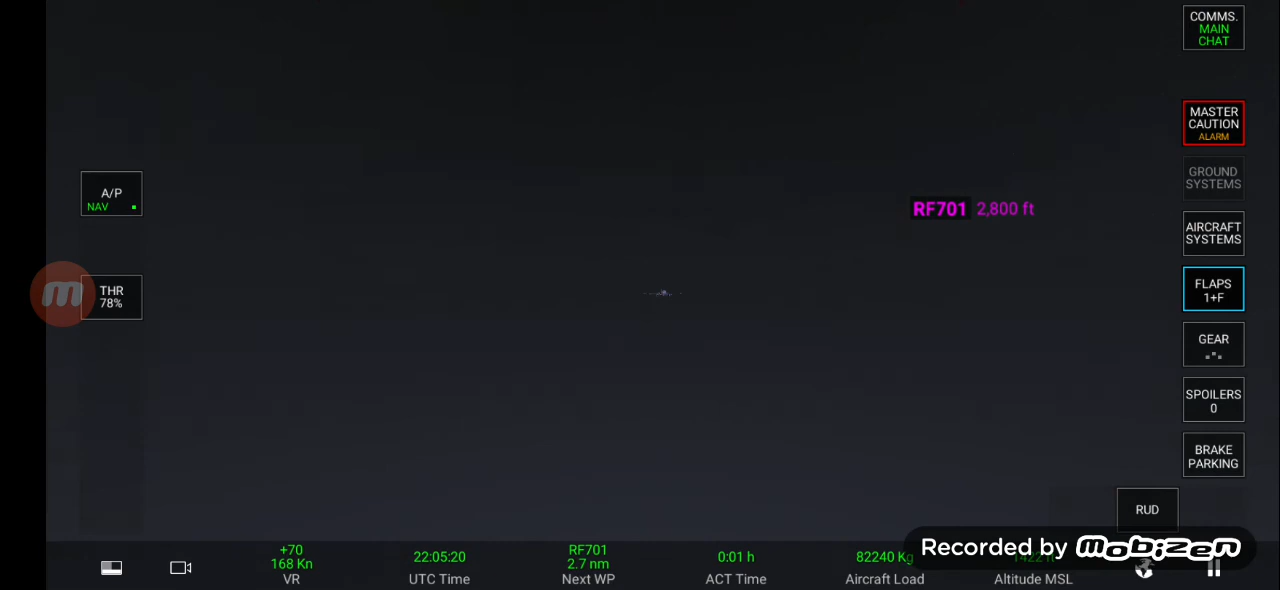 COMMS.
MAIN
CHAT
MASTER
CAUTION
ALARM
GROUND
SYSTEMS
A/P
NAV
RF701 2,800 ft
AIRCRAFT
SYSTEMS
THR
78%
FLAPS
1+F
GEAR
SPOILERS
0
BRAKE
PARKING
RUD
Recorded by mobizen
+70
168 Kn
VR
22:05:20
UTC Time
RF701
2.7 nm
Next WP
0:01 h
ACT Time
82240 Kg
Aircraft Load
Altitude MSL